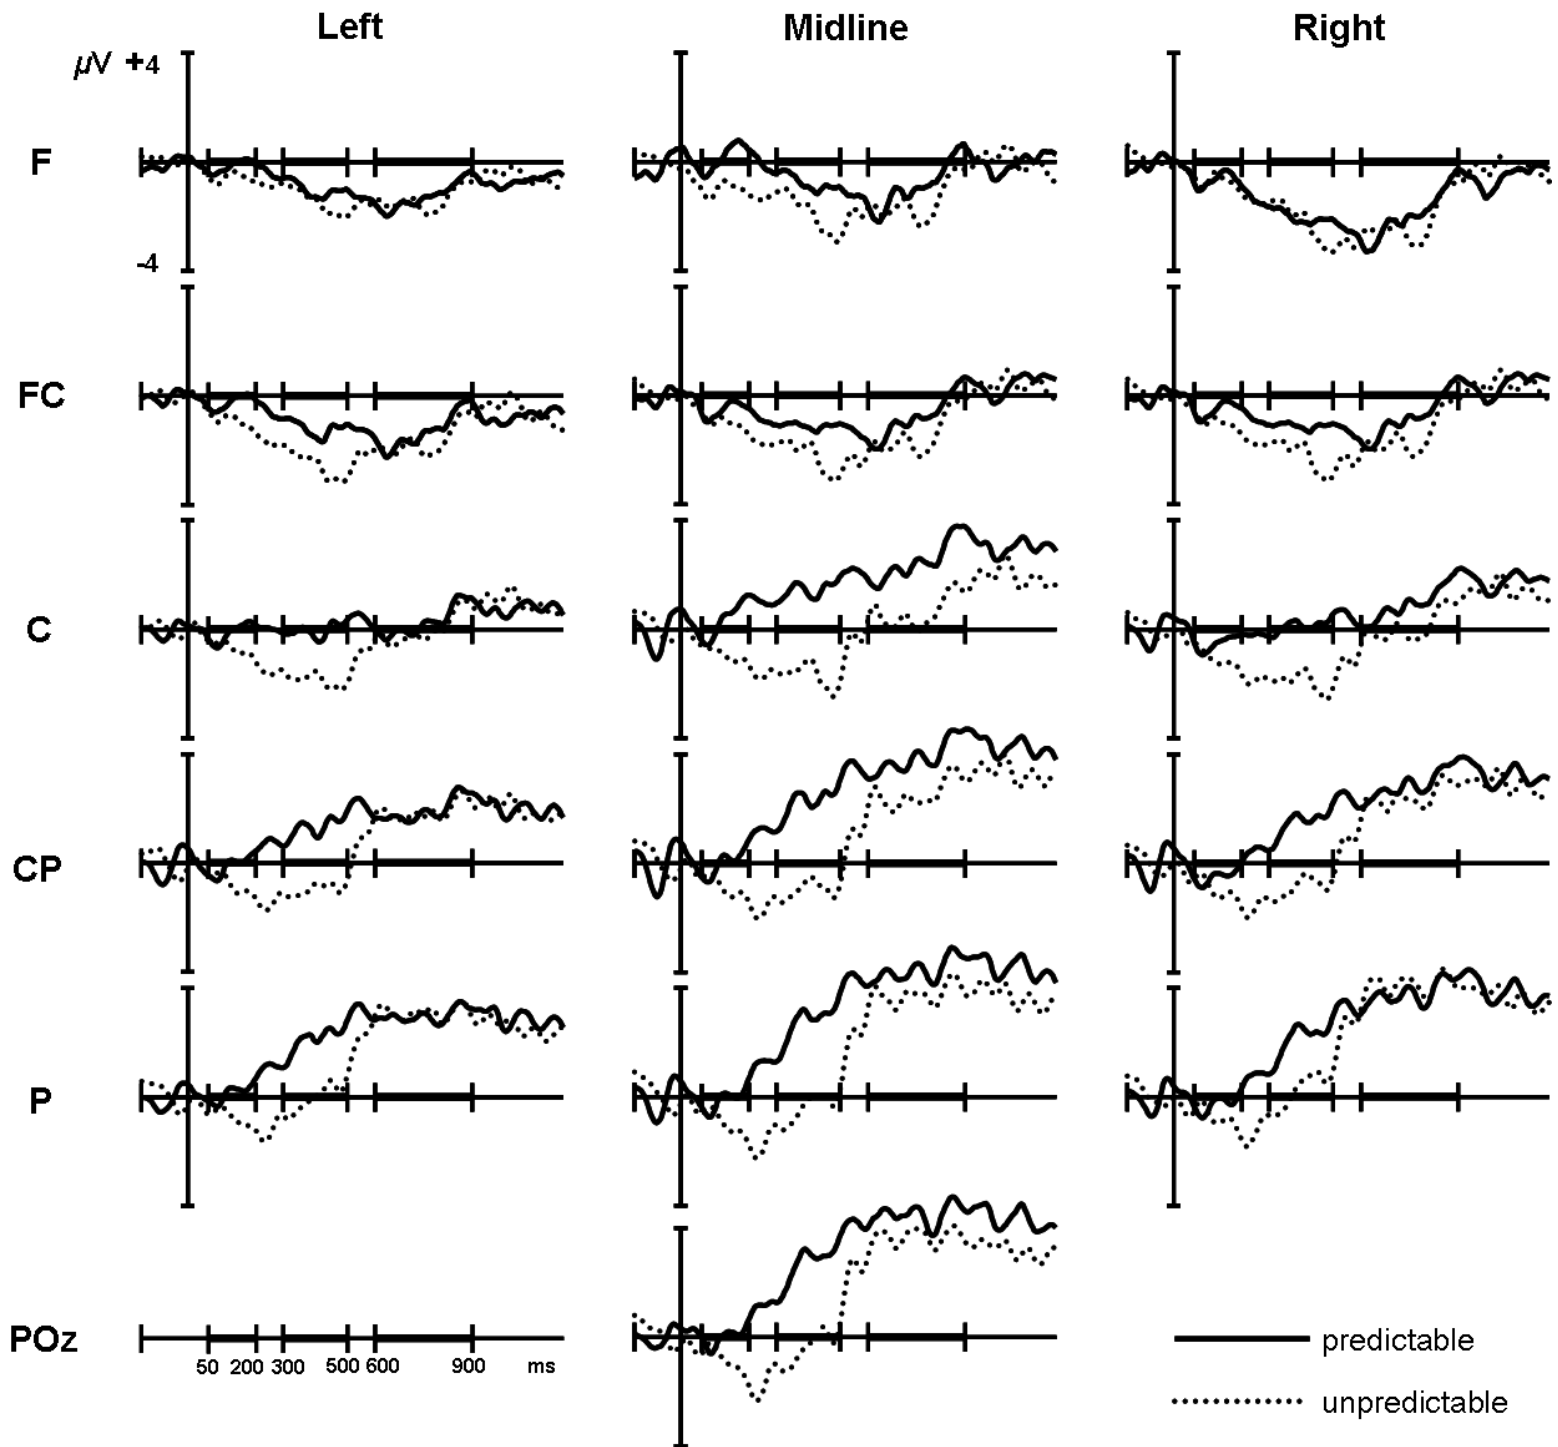 Left Midline Right
µV +4
F
-4
FC
C
CP
P
POz
50 200 300 500 600 900 ms
predictable
unpredictable